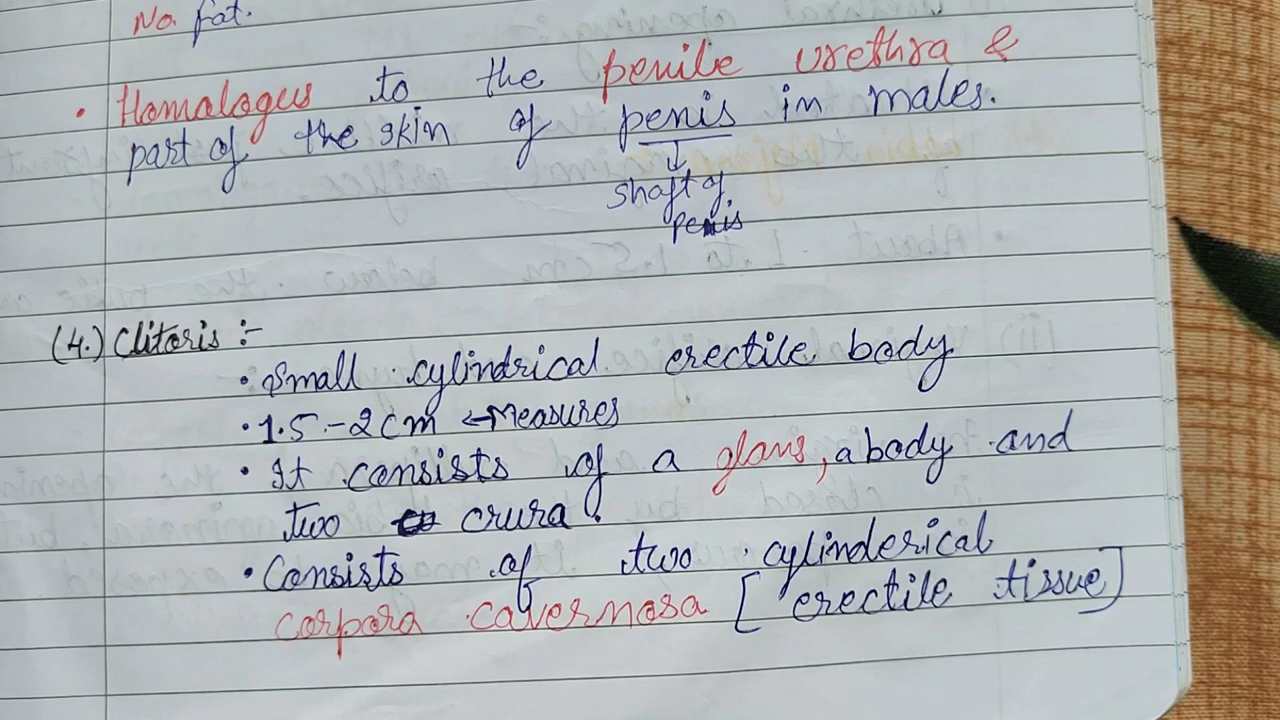 No. fat.
• Homalogus to the penile urethra &
part of the skin of penis in males.
↓
shaft of
penis
(4.) Clitoris :-
• Small cylindrical erectile body
• 1.5 - 2 cm ← Measures
• It consists of a glans, a body and
two crura.
• Consists of two cylinderical
corpora cavernosa [erectile tissue]